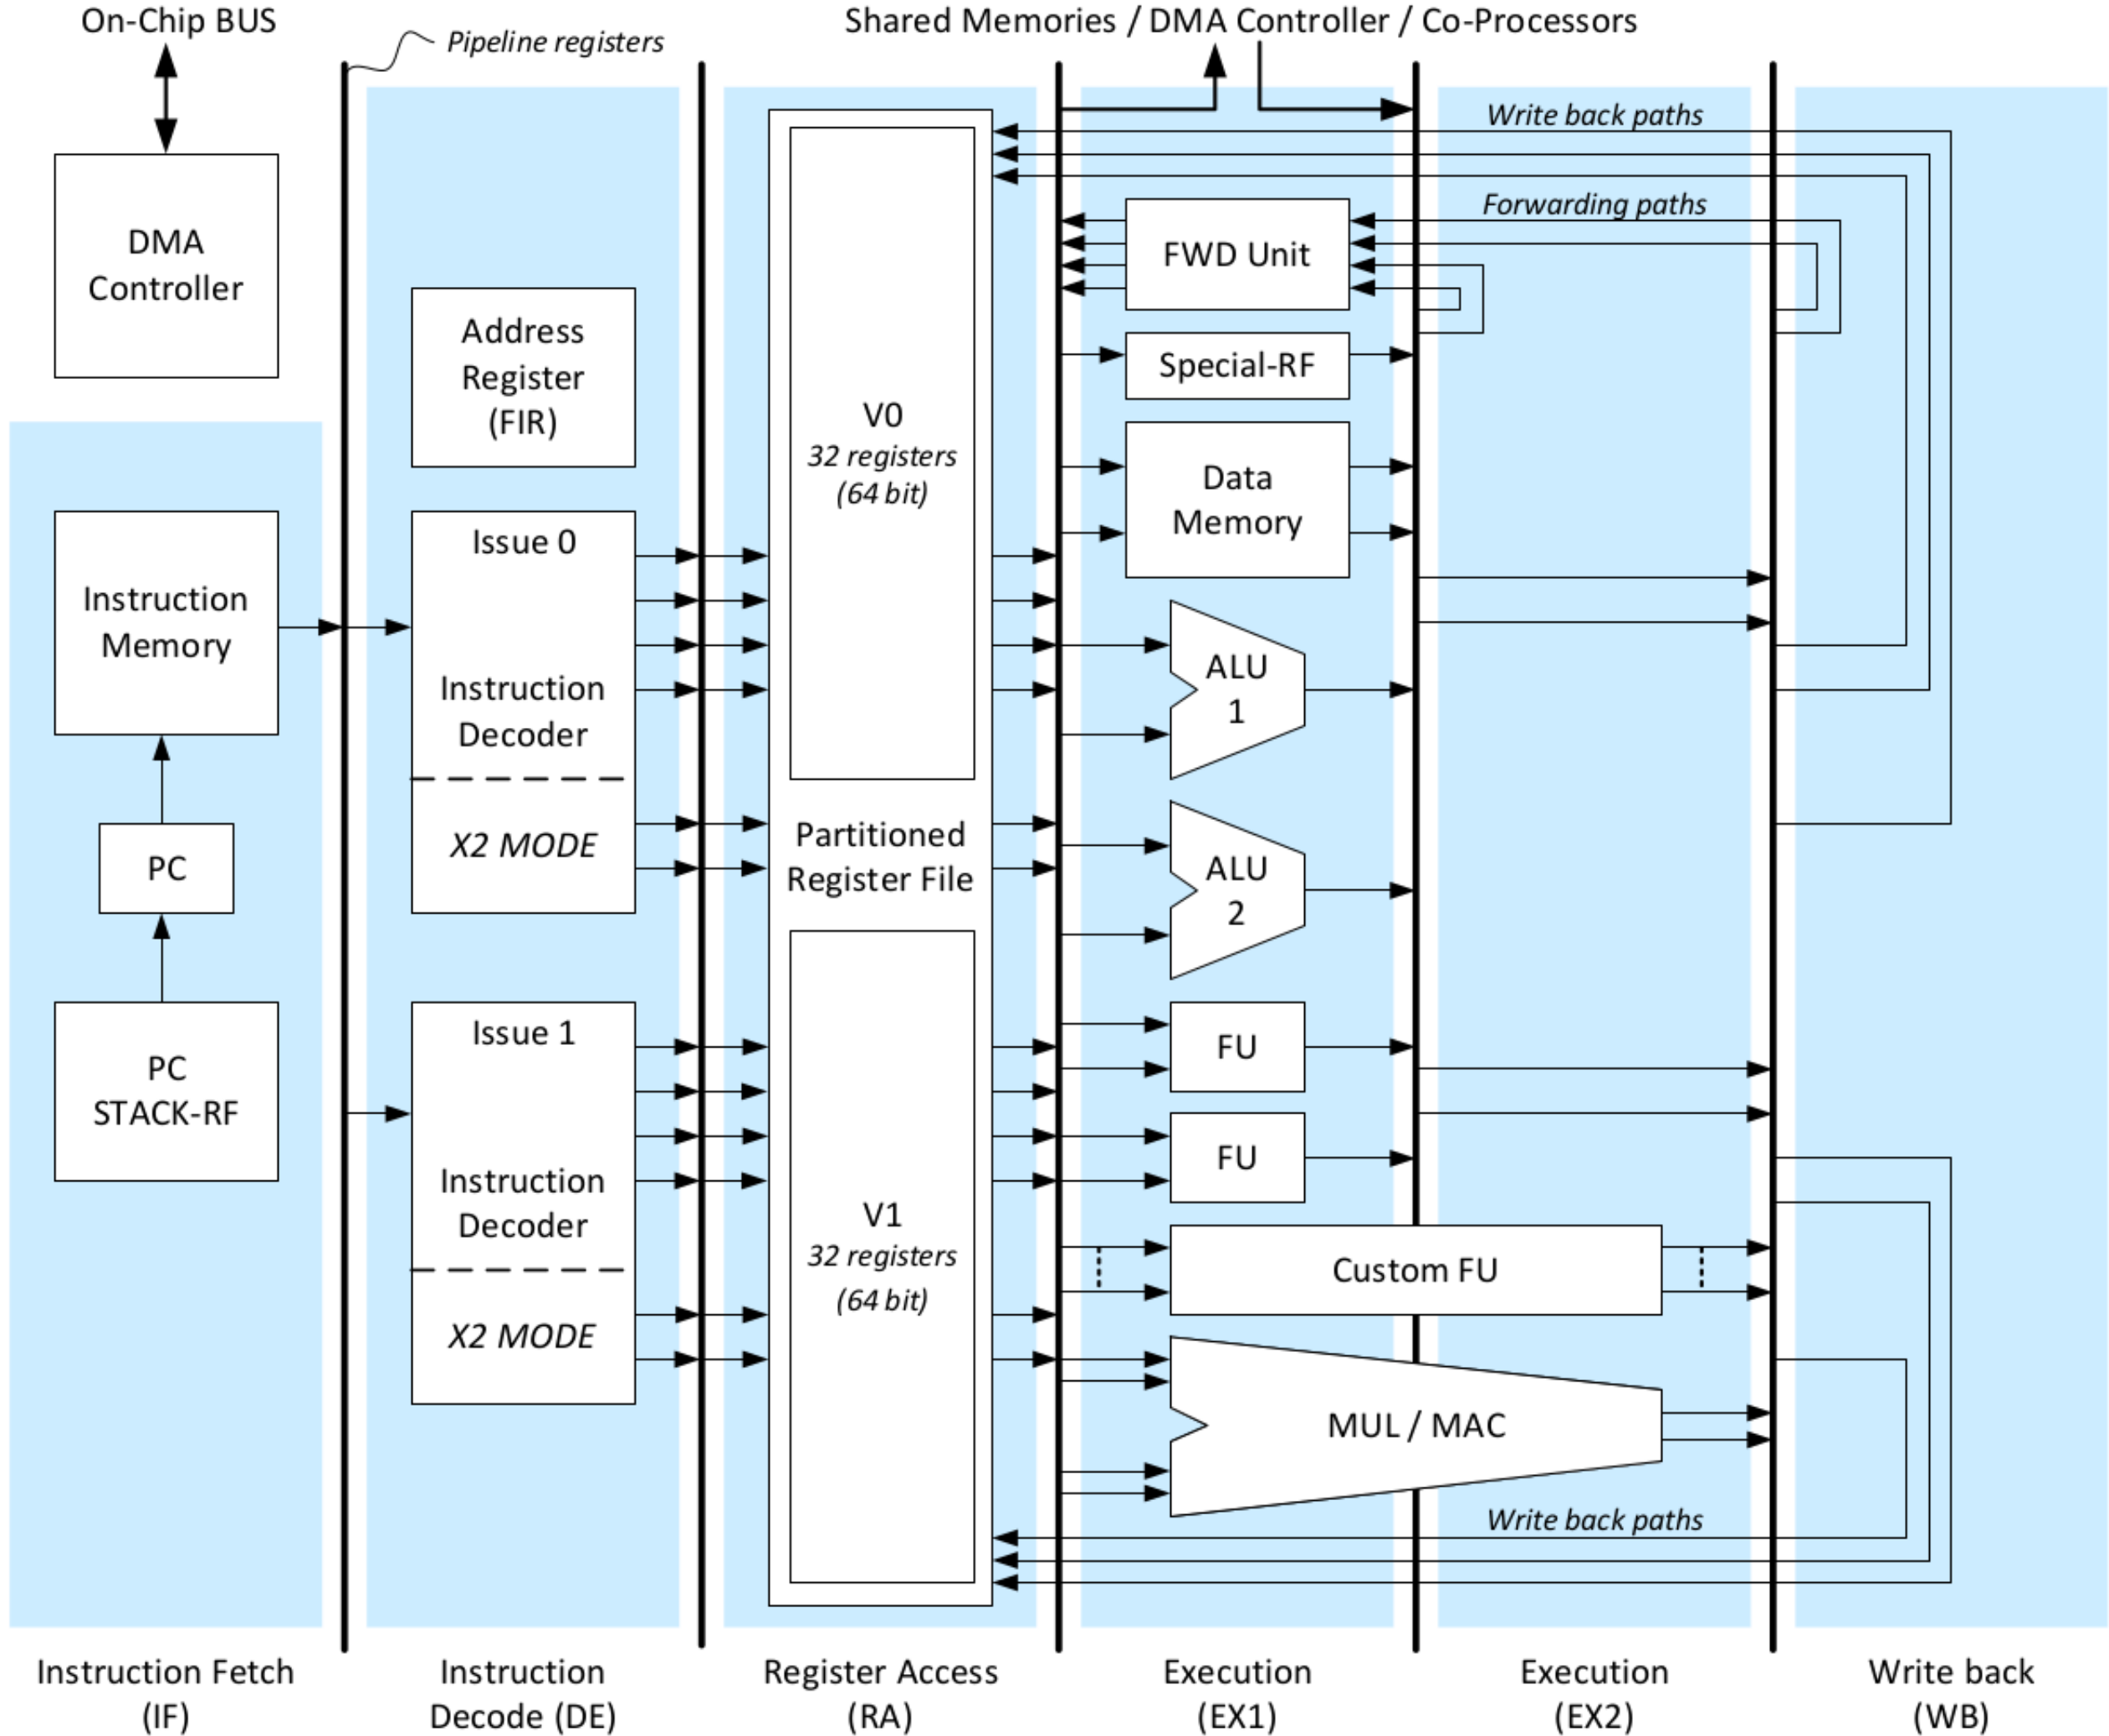 On-Chip BUS
Pipeline registers
Shared Memories / DMA Controller / Co-Processors
DMA
Controller
Instruction
Memory
PC
PC
STACK-RF
Address
Register
(FIR)
Issue 0
Instruction
Decoder
X2 MODE
Issue 1
Instruction
Decoder
X2 MODE
V0
32 registers
(64 bit)
Partitioned
Register File
V1
32 registers
(64 bit)
Write back paths
Forwarding paths
FWD Unit
Special-RF
Data
Memory
ALU
1
ALU
2
FU
FU
Custom FU
MUL / MAC
Write back paths
Instruction Fetch
(IF)
Instruction
Decode (DE)
Register Access
(RA)
Execution
(EX1)
Execution
(EX2)
Write back
(WB)